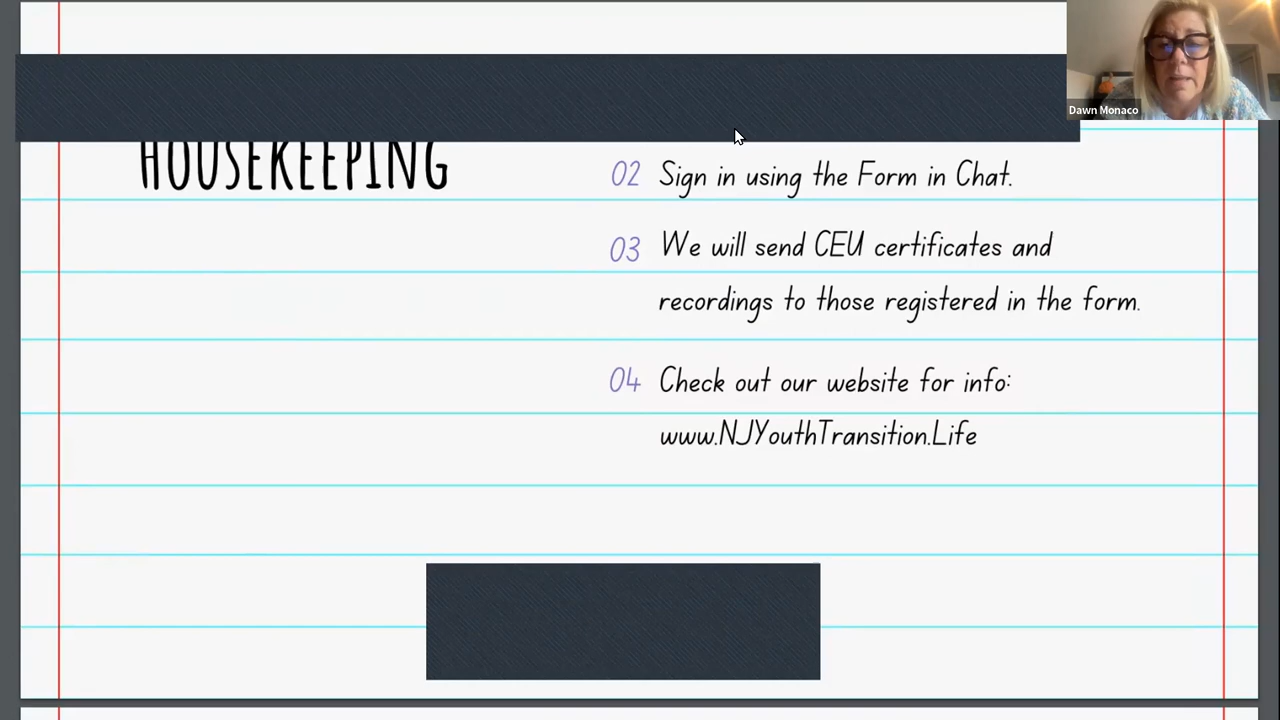 Dawn Monaco
HOUSEKEEPING
02 Sign in using the Form in Chat.
03 We will send CEU certificates and
recordings to those registered in the form.
04 Check out our website for info:
www.NJYouthTransition.Life